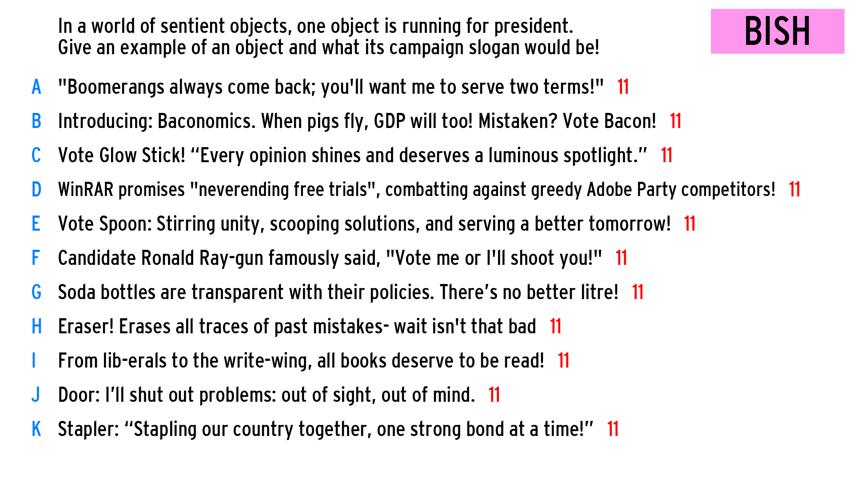 In a world of sentient objects, one object is running for president.
Give an example of an object and what its campaign slogan would be!
BISH
A "Boomerangs always come back; you'll want me to serve two terms!" 11
B Introducing: Baconomics. When pigs fly, GDP will too! Mistaken? Vote Bacon! 11
C Vote Glow Stick! “Every opinion shines and deserves a luminous spotlight.” 11
D WinRAR promises "neverending free trials", combatting against greedy Adobe Party competitors! 11
E Vote Spoon: Stirring unity, scooping solutions, and serving a better tomorrow! 11
F Candidate Ronald Ray-gun famously said, "Vote me or I'll shoot you!" 11
G Soda bottles are transparent with their policies. There’s no better litre! 11
H Eraser! Erases all traces of past mistakes- wait isn't that bad 11
I From lib-erals to the write-wing, all books deserve to be read! 11
J Door: I’ll shut out problems: out of sight, out of mind. 11
K Stapler: “Stapling our country together, one strong bond at a time!” 11